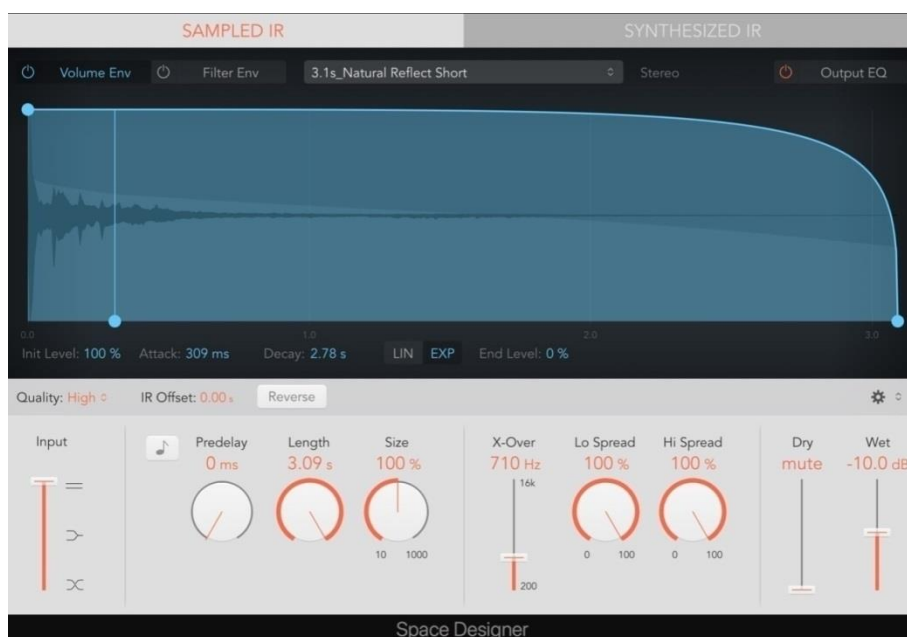 SAMPLED IR SYNTHESIZED IR
Volume Env Filter Env 3.1s_Natural Reflect Short Stereo Output EQ
0.0 1.0 2.0 3.0
Init Level: 100 % Attack: 309 ms Decay: 2.78 s LIN EXP End Level: 0 %
Quality: High IR Offset: 0.00 s Reverse
Input Predelay Length Size X-Over Lo Spread Hi Spread Dry Wet
0 ms 3.09 s 100 % 710 Hz 100 % 100 % mute -10.0 dB
16k
10 1000 0 100 0 100
200
Space Designer